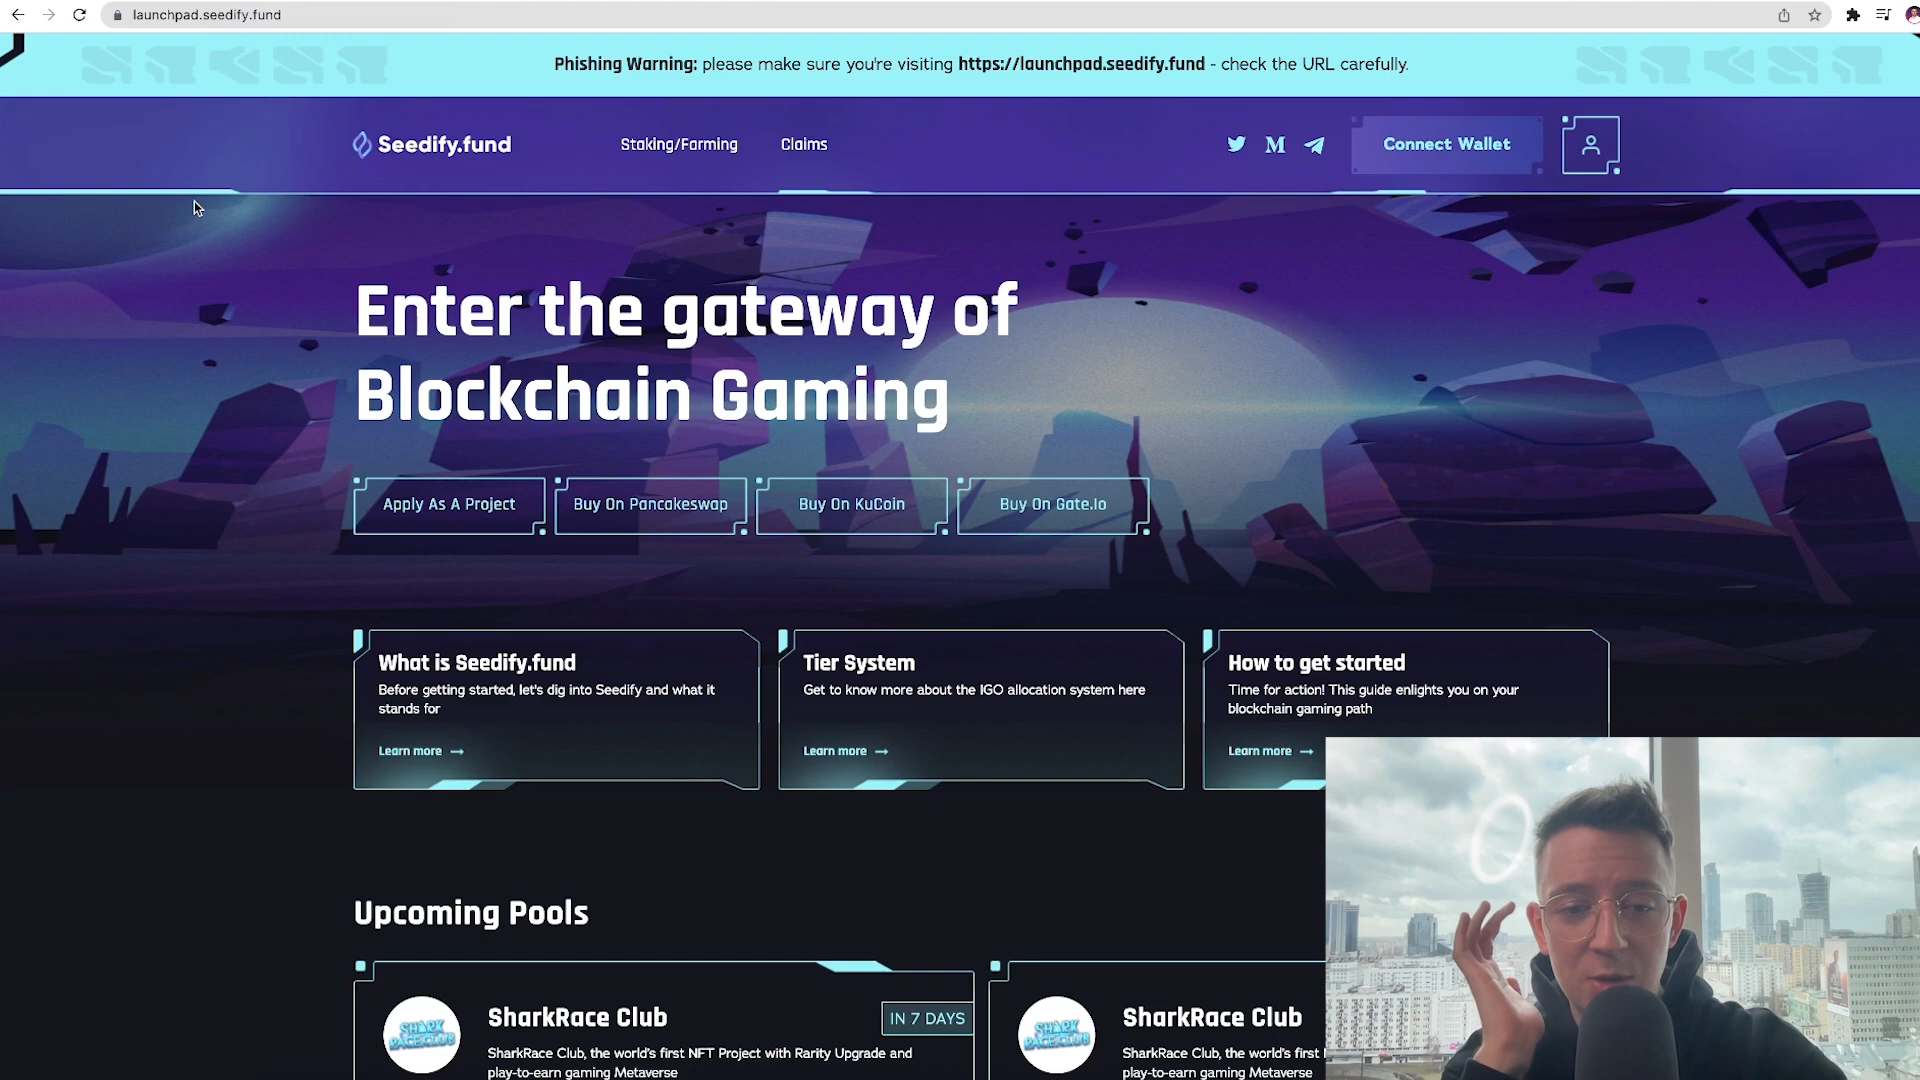 launchpad.seedify.fund
Phishing Warning: please make sure you're visiting https://launchpad.seedify.fund - check the URL carefully.
Seedify.fund
Staking/Farming
Claims
Connect Wallet
Enter the gateway of
Blockchain Gaming
Apply As A Project
Buy On Pancakeswap
Buy On KuCoin
Buy On Gate.Io
What is Seedify.fund
Before getting started, let's dig into Seedify and what it
stands for
Learn more →
Tier System
Get to know more about the IGO allocation system here
Learn more →
How to get started
Time for action! This guide enlights you on your
blockchain gaming path
Learn more →
Upcoming Pools
SHARK
RACE CLUB
SharkRace Club
IN 7 DAYS
SharkRace Club, the world's first NFT Project with Rarity Upgrade and
play-to-earn gaming Metaverse
SHARK
RACE CLUB
SharkRace Club
SharkRace Club, the world's first
play-to-earn gaming Metaverse